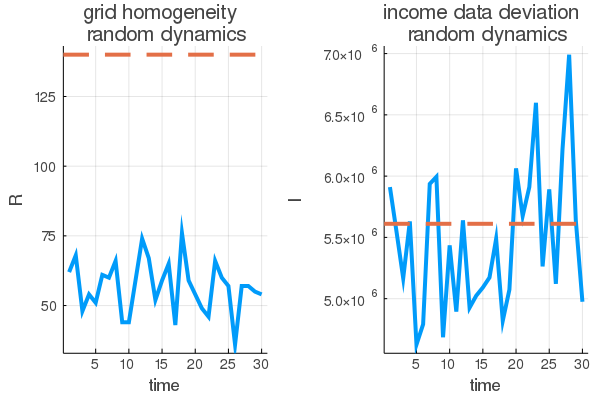 grid homogeneity
random dynamics
R
125
100
75
50
5 10 15 20 25 30
time
income data deviation
random dynamics
I
7.0×10⁶
6.5×10⁶
6.0×10⁶
5.5×10⁶
5.0×10⁶
5 10 15 20 25 30
time